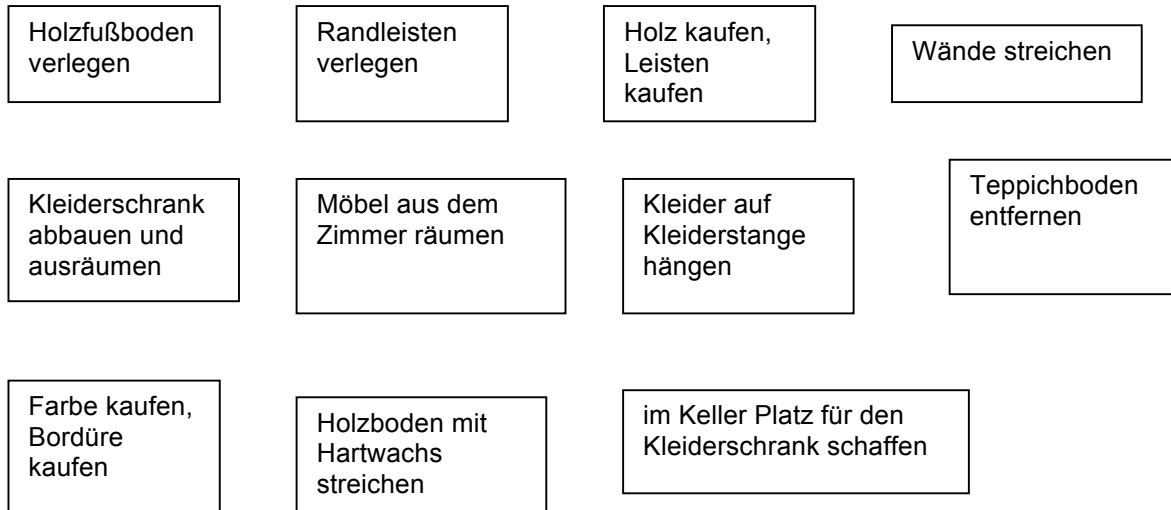 Holzfußboden
verlegen
Randleisten
verlegen
Holz kaufen,
Leisten
kaufen
Wände streichen
Kleiderschrank
abbauen und
ausräumen
Möbel aus dem
Zimmer räumen
Kleider auf
Kleiderstange
hängen
Teppichboden
entfernen
Farbe kaufen,
Bordüre
kaufen
Holzboden mit
Hartwachs
streichen
im Keller Platz für den
Kleiderschrank schaffen